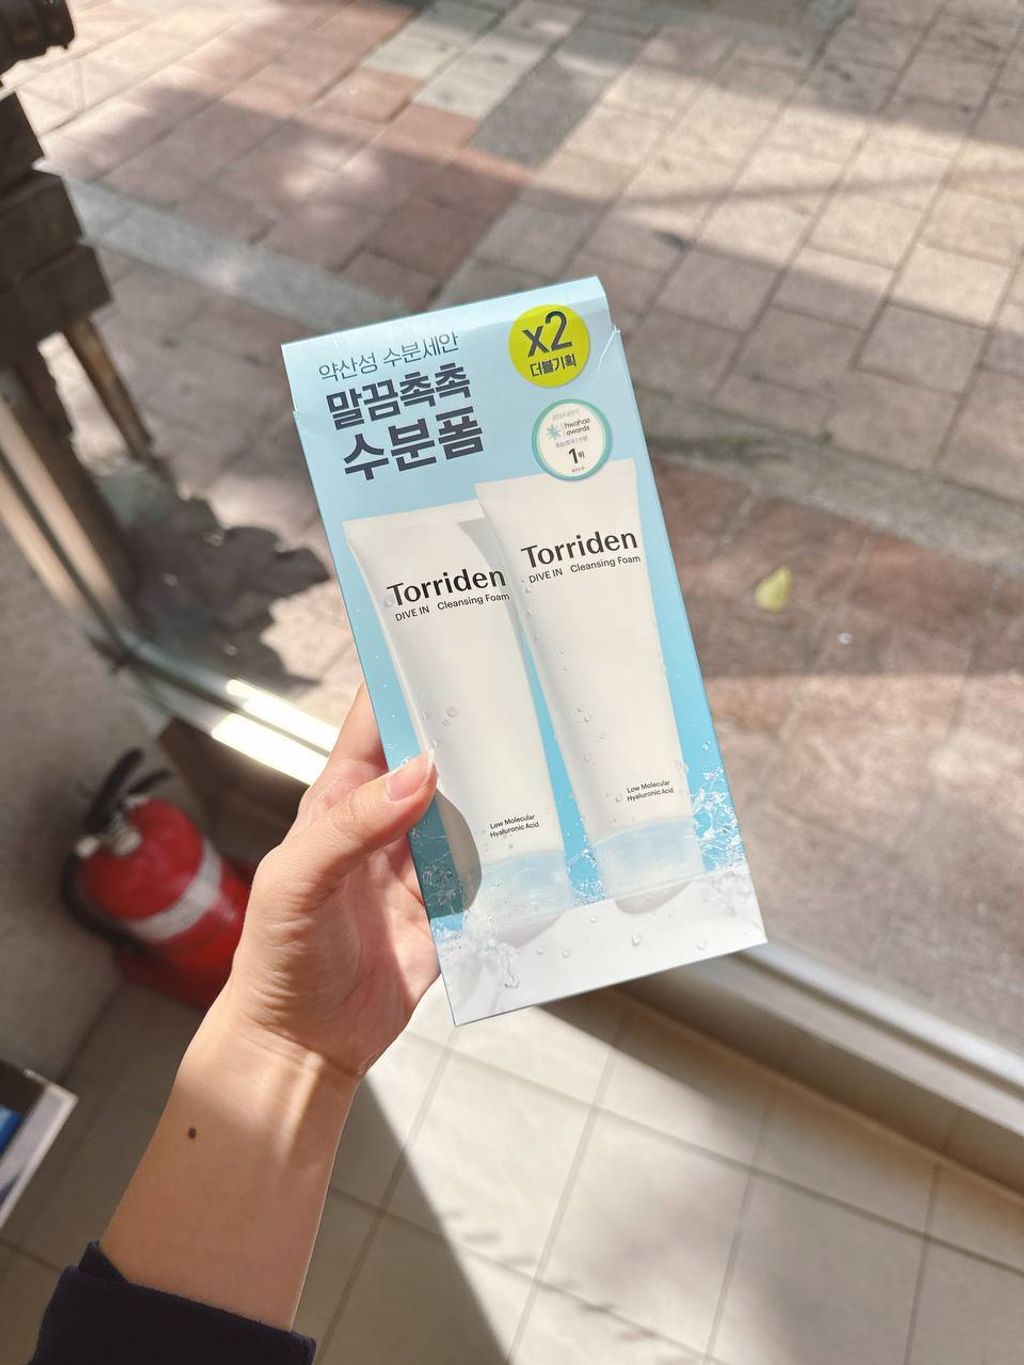 약산성 수분세안
말끔촉촉
수분폼
x2
더블기획
hwahae
awards
1위
Torriden
DIVE IN Cleansing Foam
Low Molecular
Hyaluronic Acid
Torriden
DIVE IN Cleansing Foam
Low Molecular
Hyaluronic Acid